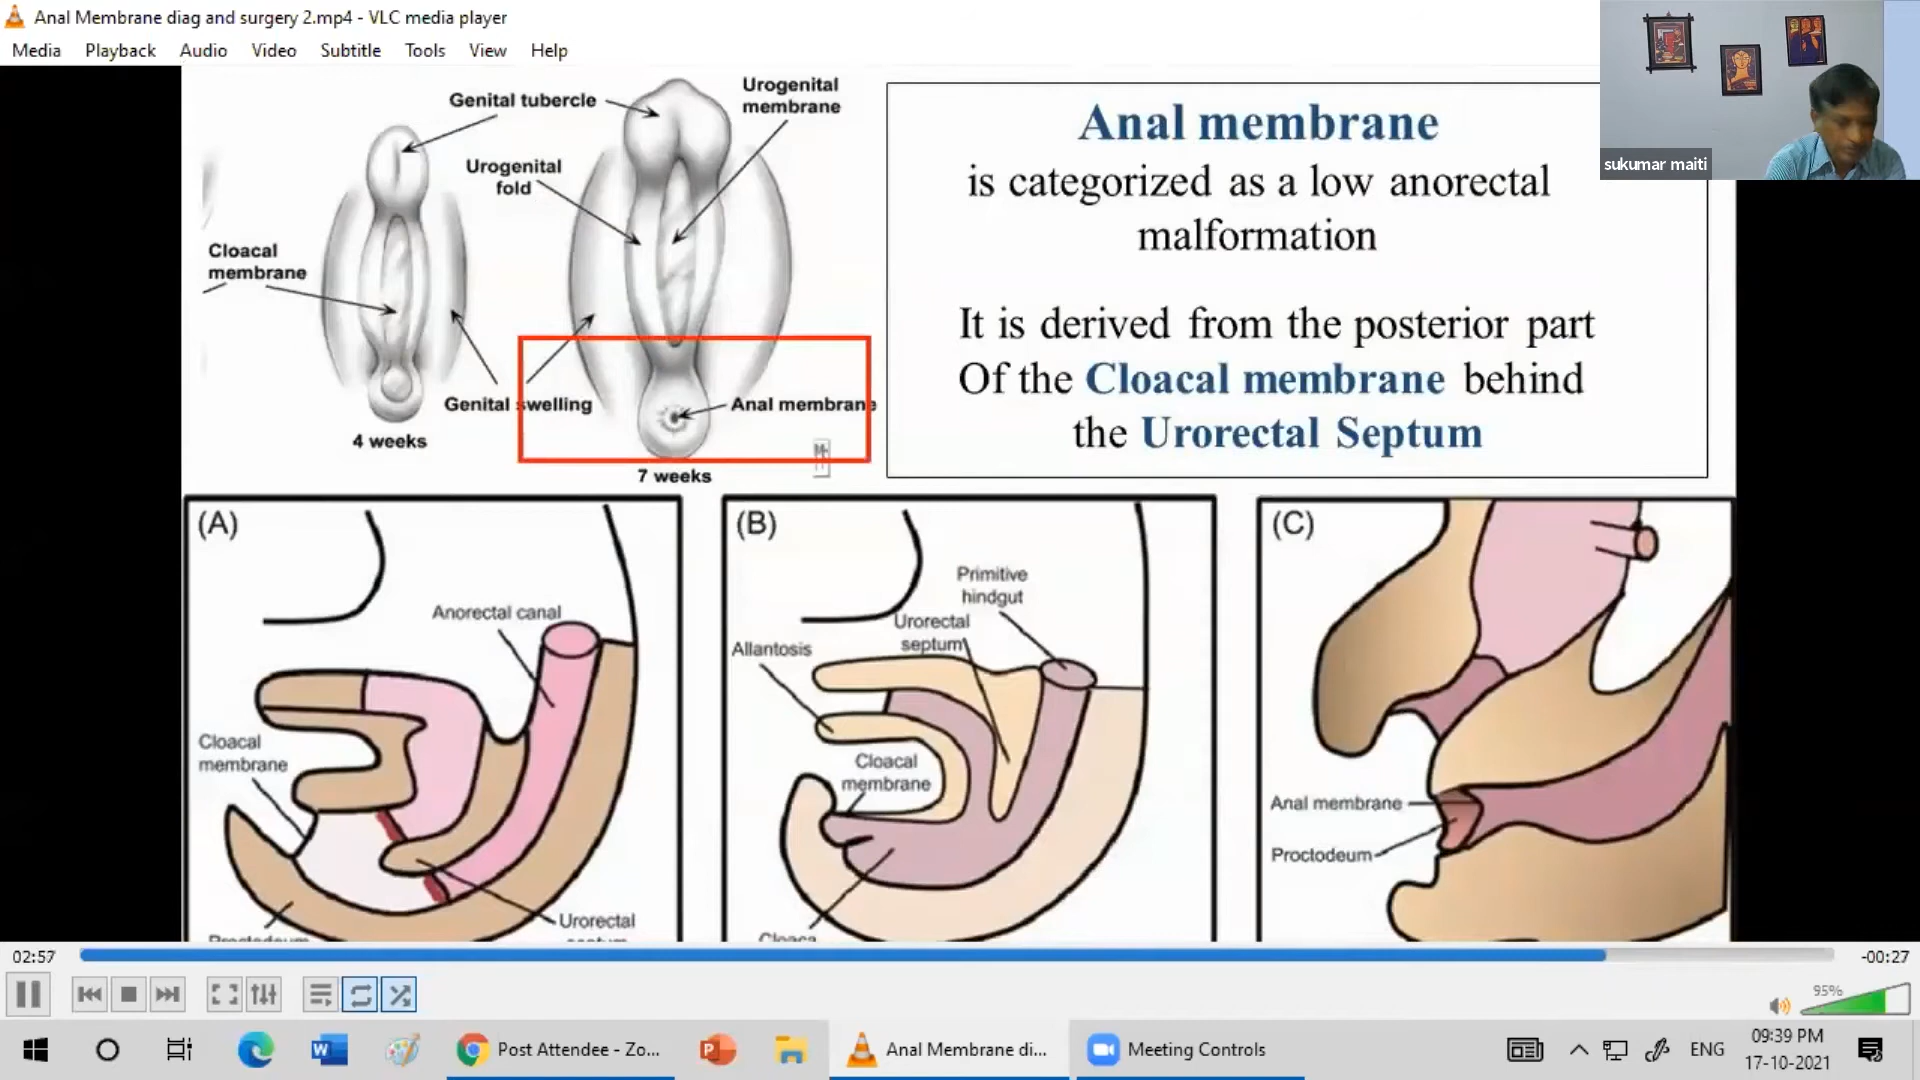 Anal Membrane diag and surgery 2.mp4 - VLC media player
Media Playback Audio Video Subtitle Tools View Help
sukumar maiti
Genital tubercle
Urogenital
membrane
Urogenital
fold
Cloacal
membrane
Genital swelling
Anal membrane
4 weeks
7 weeks
Anal membrane
is categorized as a low anorectal
malformation
It is derived from the posterior part
Of the Cloacal membrane behind
the Urorectal Septum
(A)
Anorectal canal
Cloacal
membrane
Proctodeum
Urorectal
septum
(B)
Primitive
hindgut
Urorectal
septum
Allantosis
Cloacal
membrane
Cloaca
(C)
Anal membrane
Proctodeum
02:57
-00:27
95%
Post Attendee - Zo...
Anal Membrane di...
Meeting Controls
ENG
09:39 PM
17-10-2021